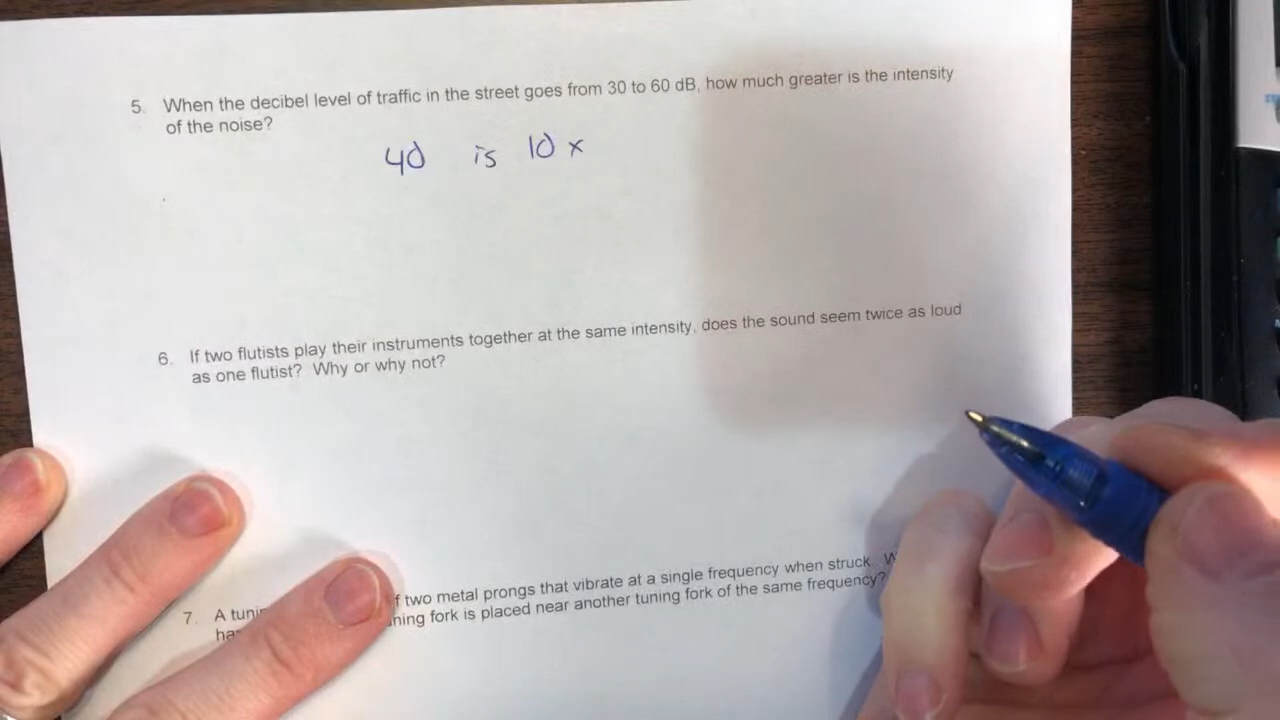 5. When the decibel level of traffic in the street goes from 30 to 60 dB, how much greater is the intensity
of the noise?
40 is 10 x
6. If two flutists play their instruments together at the same intensity, does the sound seem twice as loud
as one flutist? Why or why not?
7. A f two metal prongs that vibrate at a single frequency when struck.
fork is placed near another tuning fork of the same frequency?